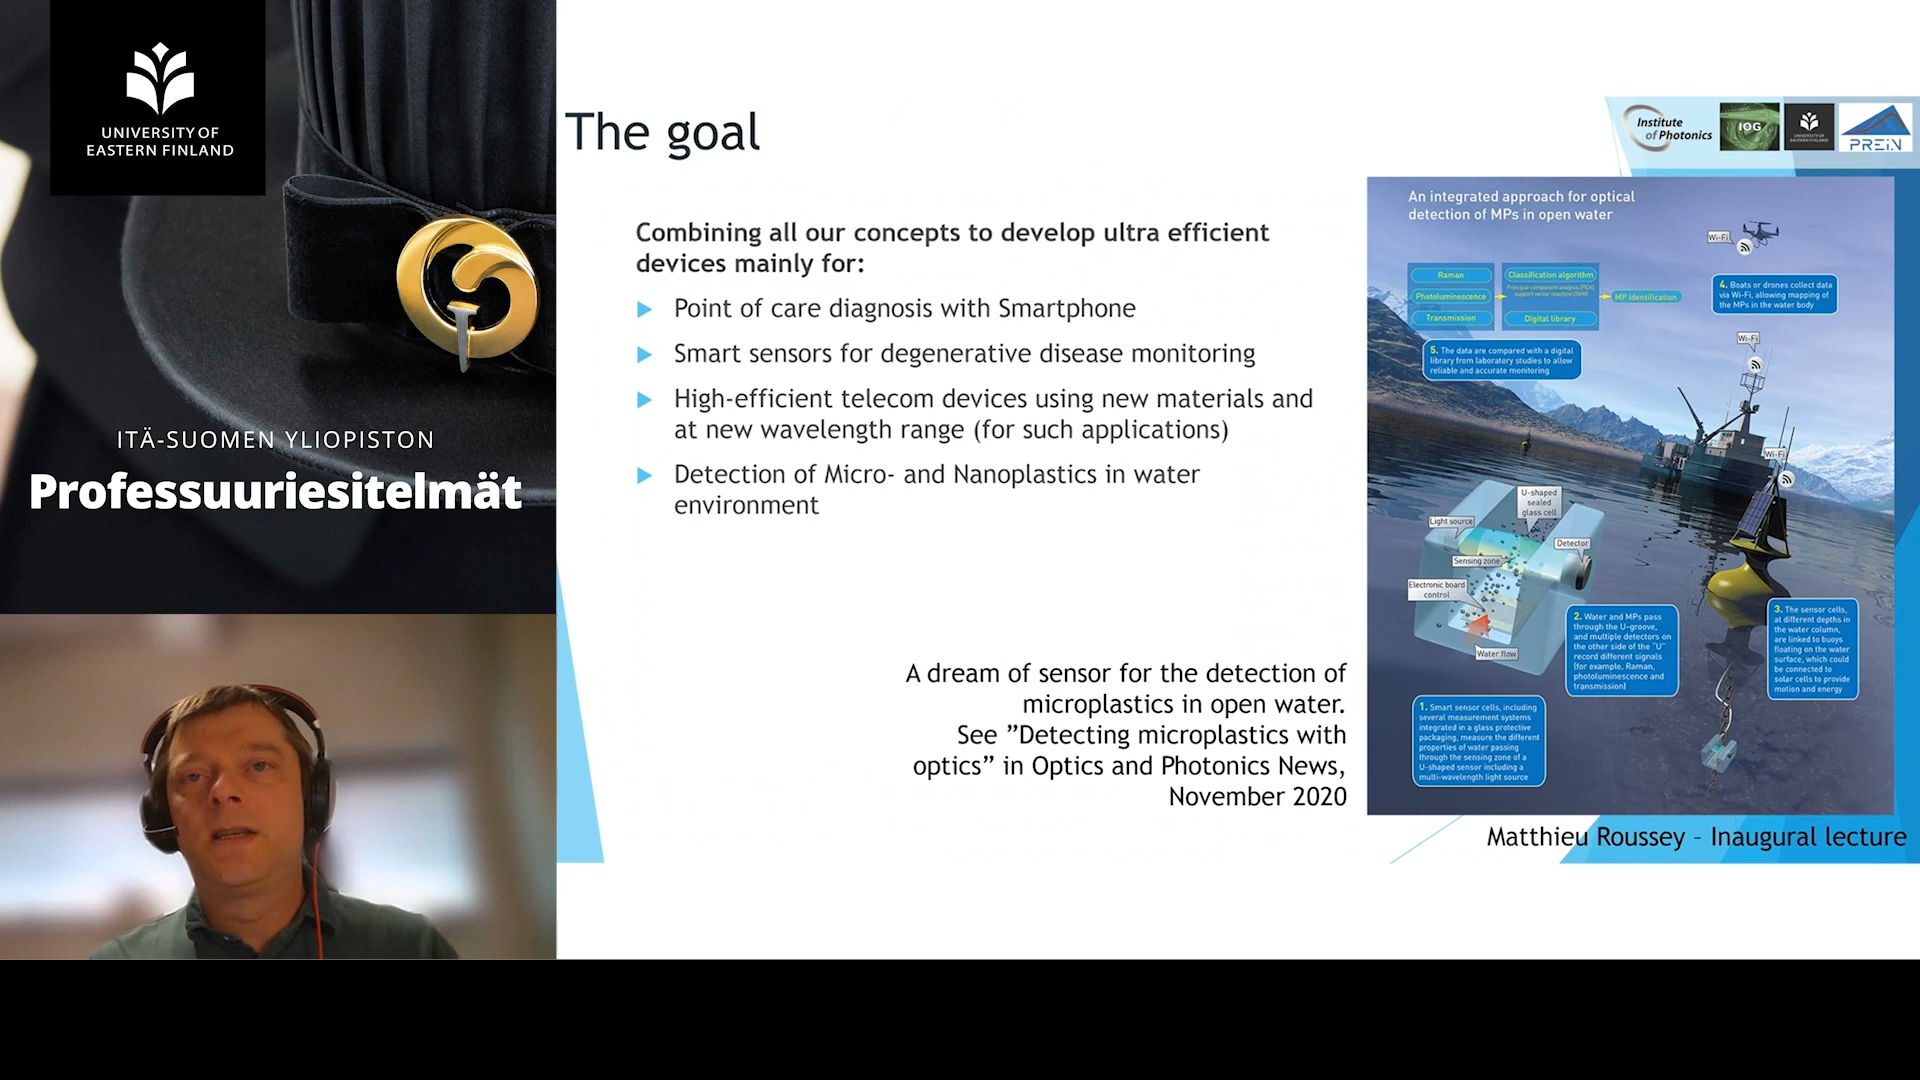 UNIVERSITY OF
EASTERN FINLAND
ITÄ-SUOMEN YLIOPISTON
Professuuriesitelmät
The goal
Institute
of Photonics
IOG
UNIVERSITY OF
EASTERN FINLAND
PREIN
Combining all our concepts to develop ultra efficient
devices mainly for:
Point of care diagnosis with Smartphone
Smart sensors for degenerative disease monitoring
High-efficient telecom devices using new materials and
at new wavelength range (for such applications)
Detection of Micro- and Nanoplastics in water
environment
A dream of sensor for the detection of
microplastics in open water.
See ”Detecting microplastics with
optics” in Optics and Photonics News,
November 2020
An integrated approach for optical
detection of MPs in open water
Wi-Fi
Raman
Photoluminescence
Transmission
Classification algorithm
Principal-component analysis (PCA)
support vector machine (SVM)
Digital library
MP identification
4. Boats or drones collect data
via Wi-Fi, allowing mapping of
the MPs in the water body
Wi-Fi
5. The data are compared with a digital
library from laboratory studies to allow
reliable and accurate monitoring
Wi-Fi
U-shaped
sealed
glass cell
Light source
Detector
Sensing zone
Electronic board
control
Water flow
2. Water and MPs pass
through the U-groove,
and multiple detectors on
the other side of the "U"
record different signals
(for example, Raman,
photoluminescence and
transmission)
3. The sensor cells,
at different depths in
the water column,
are linked to buoys
floating on the water
surface, which could
be connected to
solar cells to provide
motion and energy
1. Smart sensor cells, including
several measurement systems
integrated in a glass protective
packaging, measure the different
properties of water passing
through the sensing zone of a
U-shaped sensor including a
multi-wavelength light source
Matthieu Roussey – Inaugural lecture